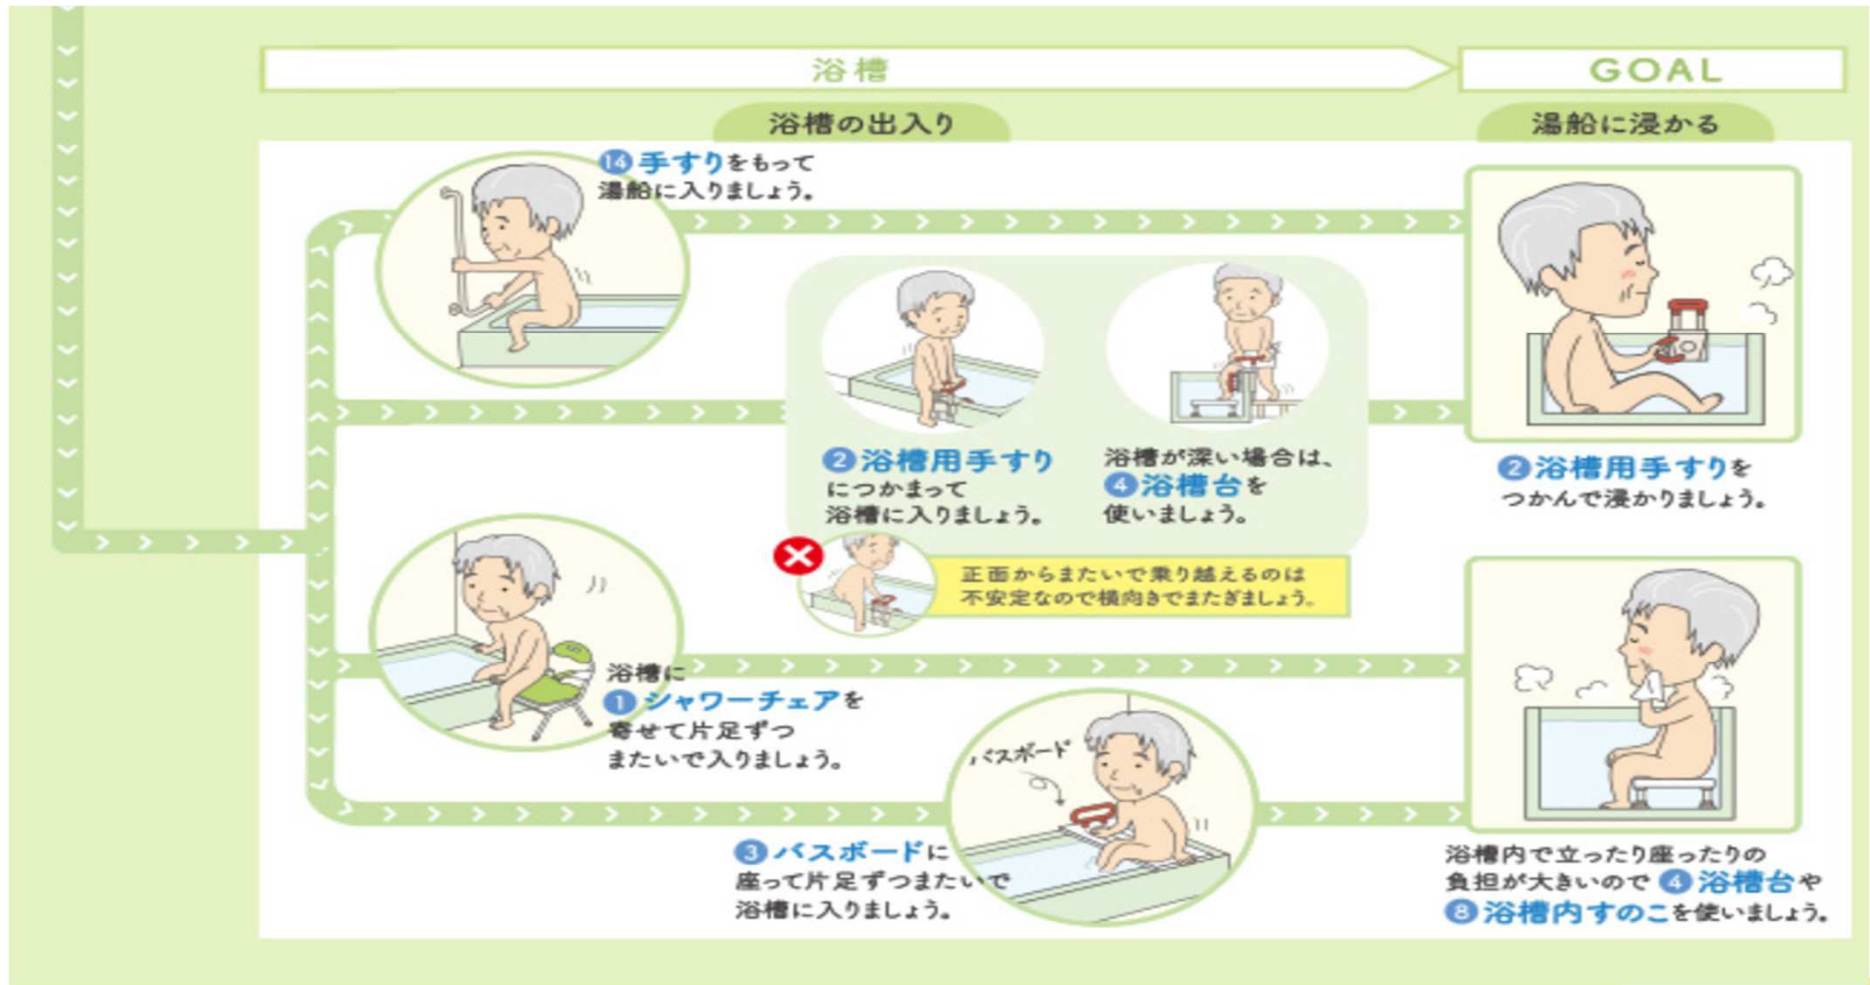 浴槽
GOAL
浴槽の出入り
湯船に浸かる
14 手すりをもって
湯船に入りましょう。
2 浴槽用手すり
につかまって
浴槽に入りましょう。
浴槽が深い場合は、
4 浴槽台を
使いましょう。
2 浴槽用手すりを
つかんで浸かりましょう。
正面からまたいで乗り越えるのは
不安定なので横向きでまたぎましょう。
浴槽に
1 シャワーチェアを
寄せて片足ずつ
またいで入りましょう。
バスボード
3 バスボードに
座って片足ずつまたいで
浴槽に入りましょう。
浴槽内で立ったり座ったりの
負担が大きいので 4 浴槽台や
8 浴槽内すのこを使いましょう。